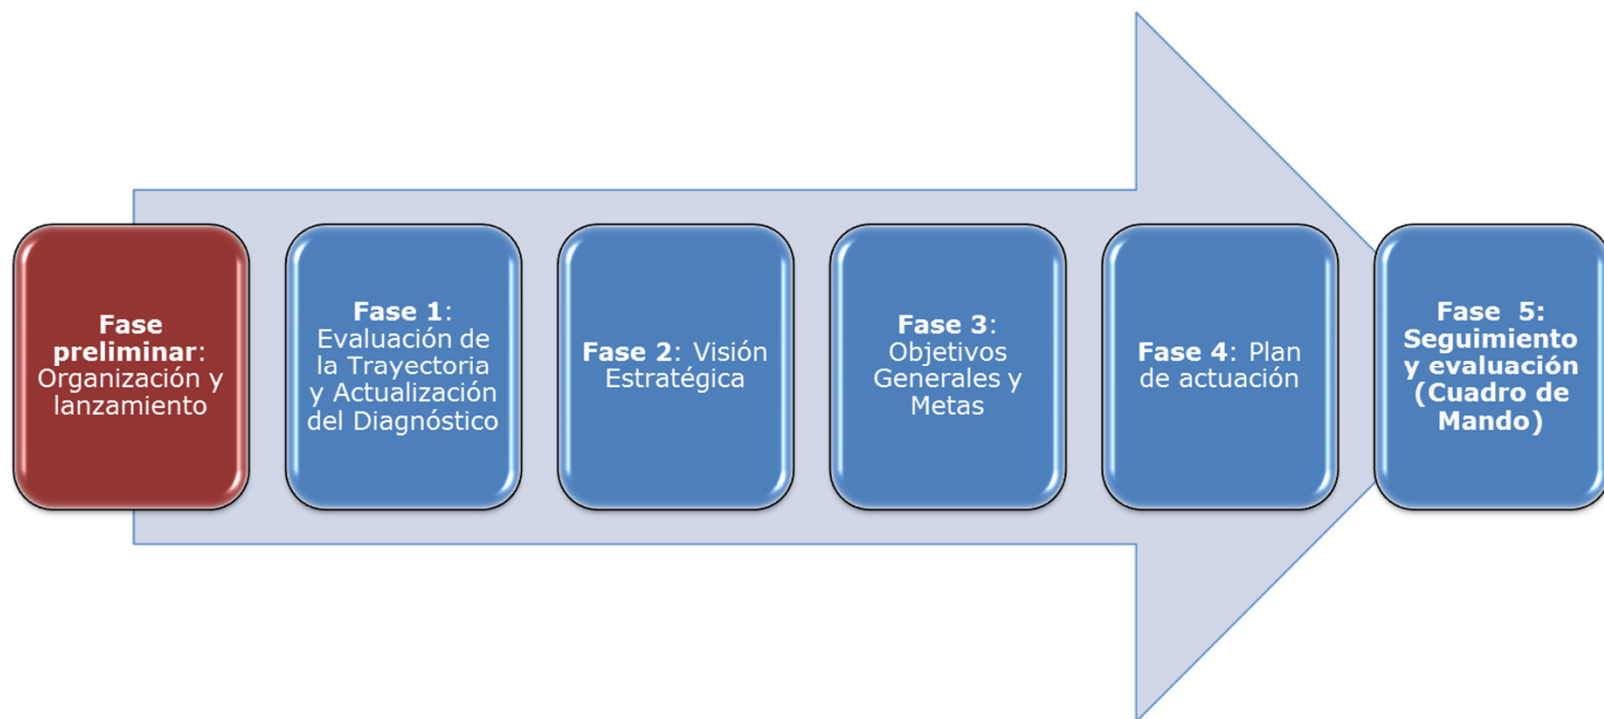 Fase
preliminar:
Organización y
lanzamiento
Fase 1:
Evaluación de
la Trayectoria
y Actualización
del Diagnóstico
Fase 2: Visión
Estratégica
Fase 3:
Objetivos
Generales y
Metas
Fase 4: Plan
de actuación
Fase 5:
Seguimiento
y evaluación
(Cuadro de
Mando)